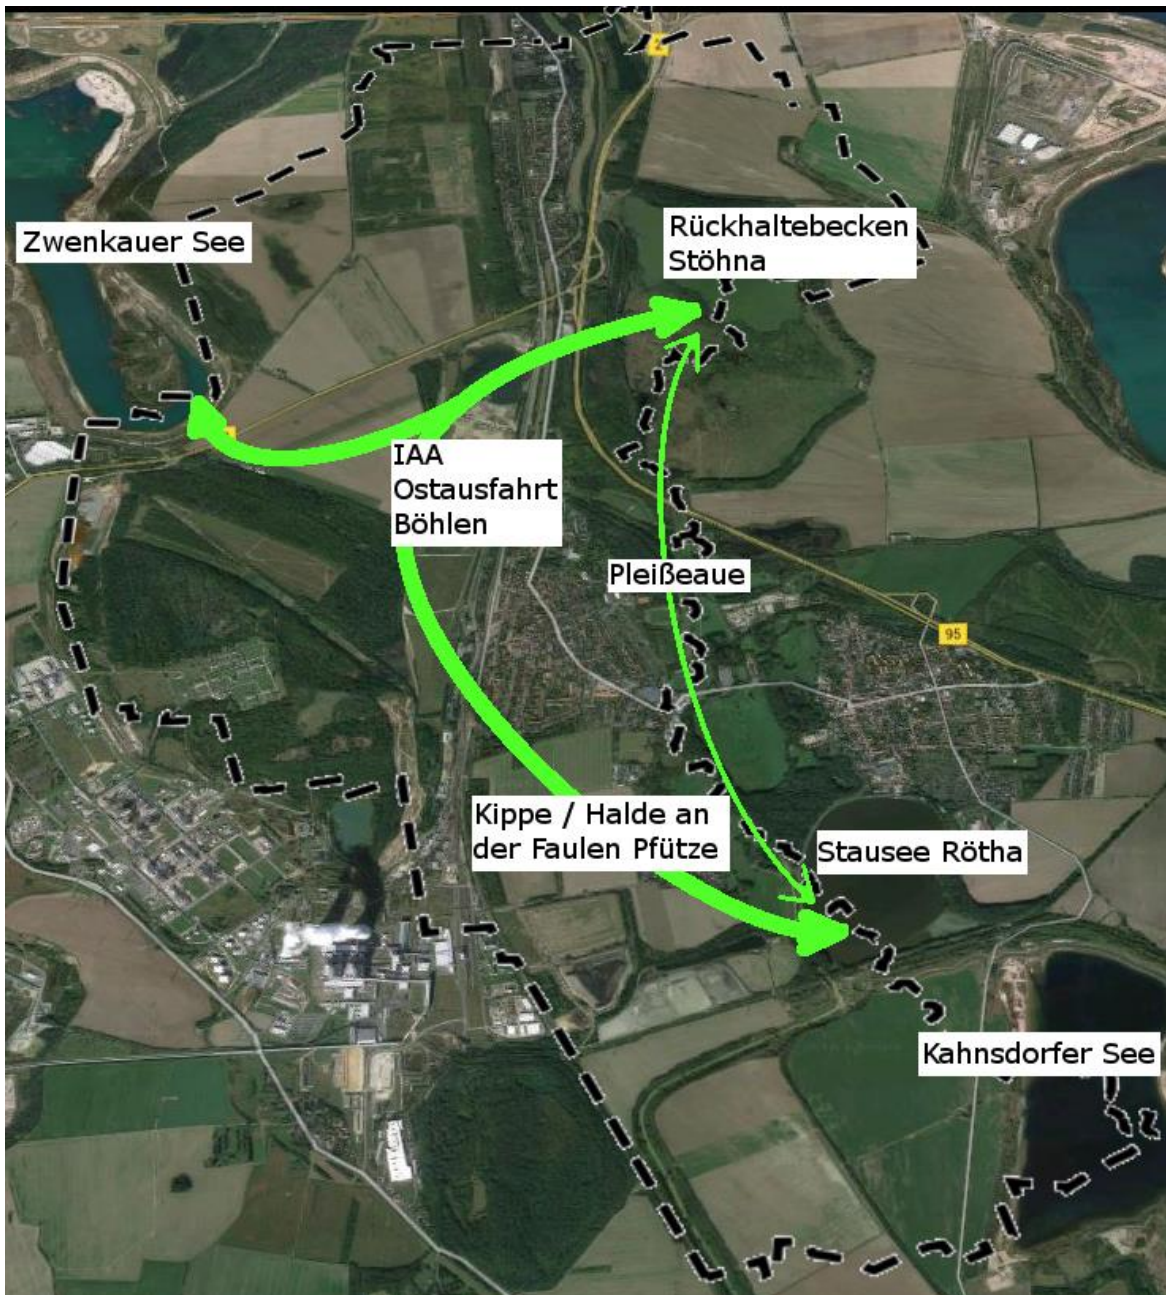 Zwenkauer See
Rückhaltebecken
Stöhna
IAA
Ostausfahrt
Böhlen
Pleißeaue
95
Kippe / Halde an
der Faulen Pfütze
Stausee Rötha
Kahnsdorfer See